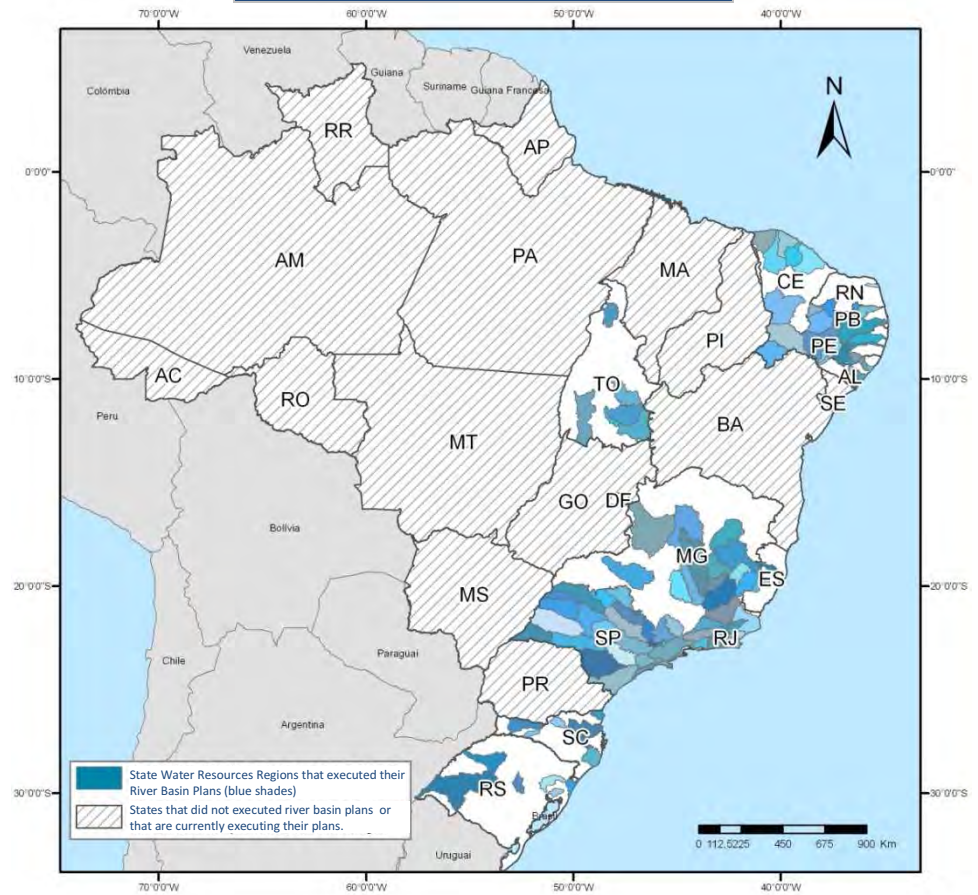 70°0'0"W 60°0'0"W 50°0'0"W 40°0'0"W
Venezuela
Guiana
Colômbia
Suriname
Guiana Francesa
N
RR
AP
0°0'0" 0°0'0"
AM
PA
MA
CE
RN
PB
PI
PE
AC
AL
10°0'0"S 10°0'0"S
TO
RO
SE
Peru
BA
MT
GO
DF
Bolívia
MG
ES
20°0'0"S 20°0'0"S
MS
SP
RJ
Paraguai
Chile
PR
Argentina
SC
State Water Resources Regions that executed their
River Basin Plans (blue shades)
RS
30°0'0"S 30°0'0"S
States that did not executed river basin plans or
that are currently executing their plans.
Brasil
0 112.5225 450 675 900 Km
Uruguai
70°0'0"W 60°0'0"W 50°0'0"W 40°0'0"W